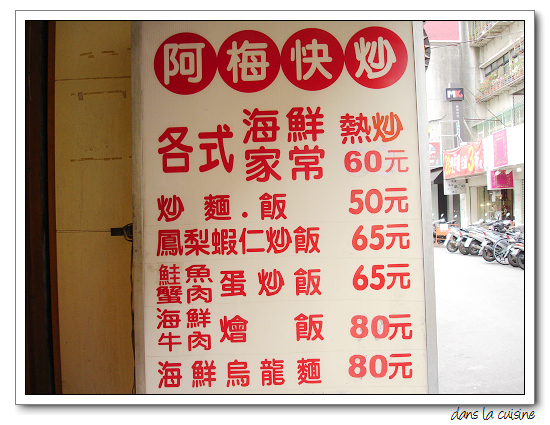 阿梅快炒
各式 海鮮 家常 熱炒 60元
炒麵.飯 50元
鳳梨蝦仁炒飯 65元
鮭魚 蟹肉 蛋炒飯 65元
海鮮 牛肉 燴飯 80元
海鮮烏龍麵 80元
dans la cuisine